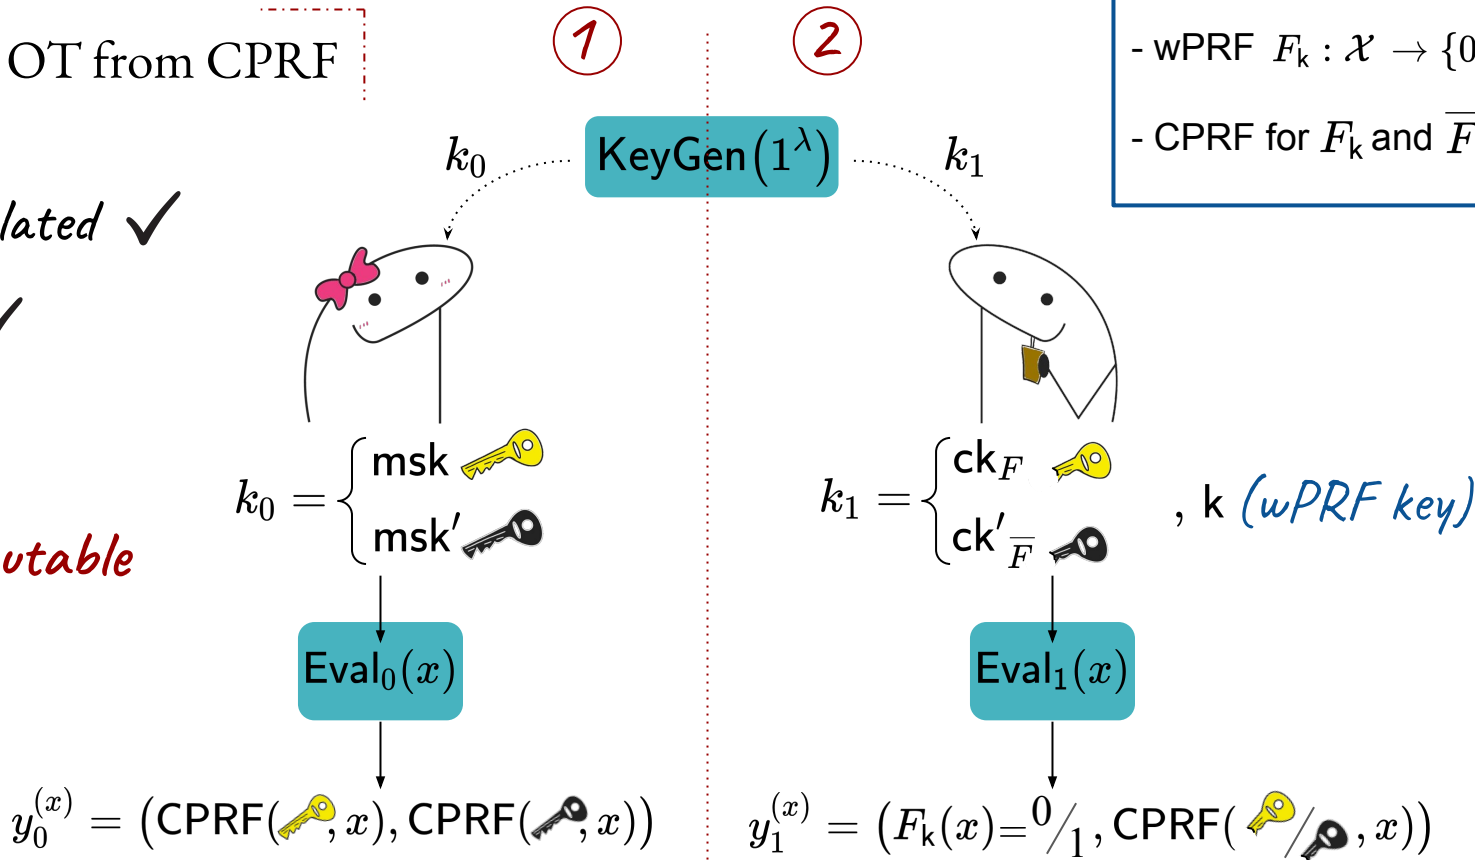 OT from CPRF
1
2
- wPRF F_k : 𝒳 → {0
- CPRF for F_k and F̅
k_0
KeyGen(1^λ)
k_1
lated ✓
✓
k_0 = { msk
msk′
k_1 = { ck_F
ck′_F̅
, k (wPRF key)
utable
Eval_0(x)
Eval_1(x)
y_0^(x) = (CPRF( , x), CPRF( , x))
y_1^(x) = (F_k(x)=0/1, CPRF( / , x))